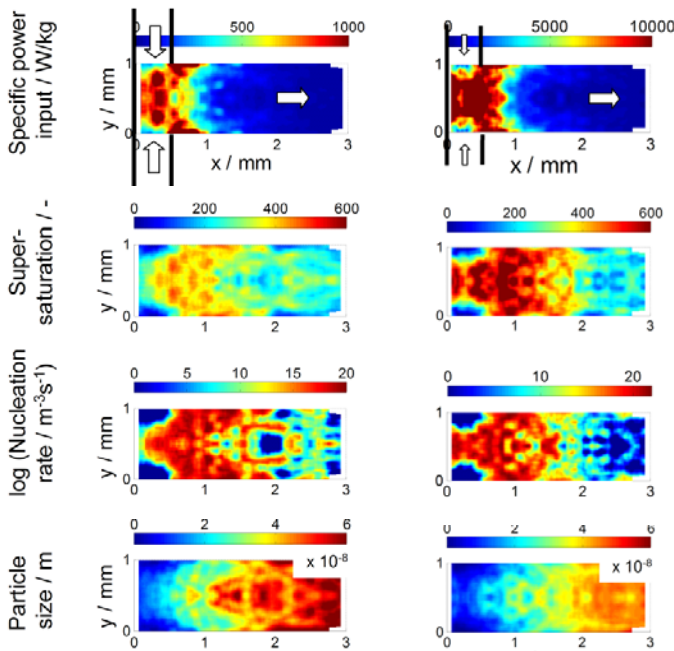 0 500 1000 0 5000 10000
Specific power
input / W/kg
y / mm
1
0
0 1 2 3
x / mm
1
0
0 1 2 3
x / mm
0 200 400 600 0 200 400 600
Super-
saturation / -
y / mm
1
0
0 1 2 3
1
0
0 1 2 3
0 5 10 15 20 0 10 20
log (Nucleation
rate / m⁻³s⁻¹)
y / mm
1
0
0 1 2 3
1
0
0 1 2 3
0 2 4 6 0 2 4 6
Particle
size / m
y / mm
x 10⁻⁸
1
0
0 1 2 3
x 10⁻⁸
1
0
0 1 2 3